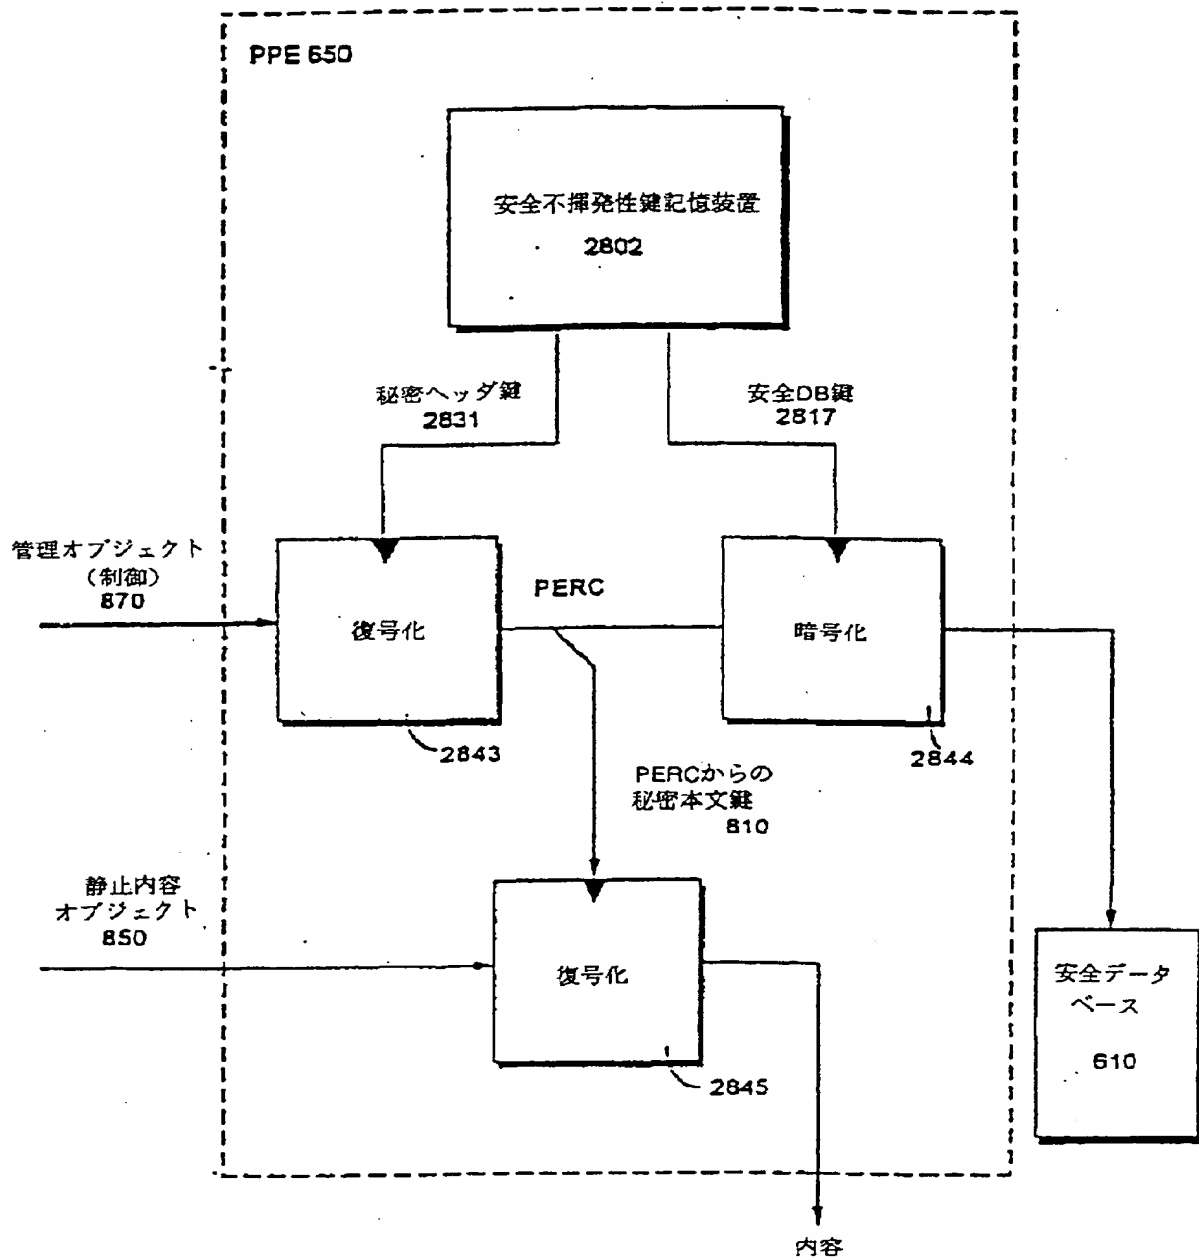 PPE 650
安全不揮発性鍵記憶装置
2802
秘密ヘッダ鍵
2831
安全DB鍵
2817
管理オブジェクト
(制御)
870
復号化
PERC
暗号化
2843
2844
PERCからの
秘密本文鍵
810
静止内容
オブジェクト
850
復号化
2845
安全データ
ベース
610
内容